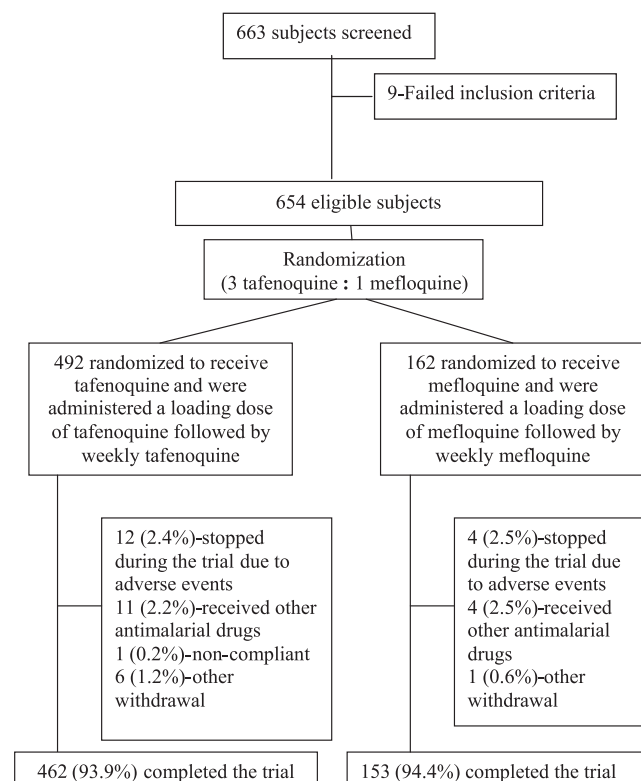 663 subjects screened
9-Failed inclusion criteria
654 eligible subjects
Randomization
(3 tafenoquine : 1 mefloquine)
492 randomized to receive
tafenoquine and were
administered a loading dose
of tafenoquine followed by
weekly tafenoquine
162 randomized to receive
mefloquine and were
administered a loading dose
of mefloquine followed by
weekly mefloquine
12 (2.4%)-stopped
during the trial due to
adverse events
11 (2.2%)-received other
antimalarial drugs
1 (0.2%)-non-compliant
6 (1.2%)-other
withdrawal
4 (2.5%)-stopped
during the trial due
to adverse events
4 (2.5%)-received
other antimalarial
drugs
1 (0.6%)-other
withdrawal
462 (93.9%) completed the trial
153 (94.4%) completed the trial